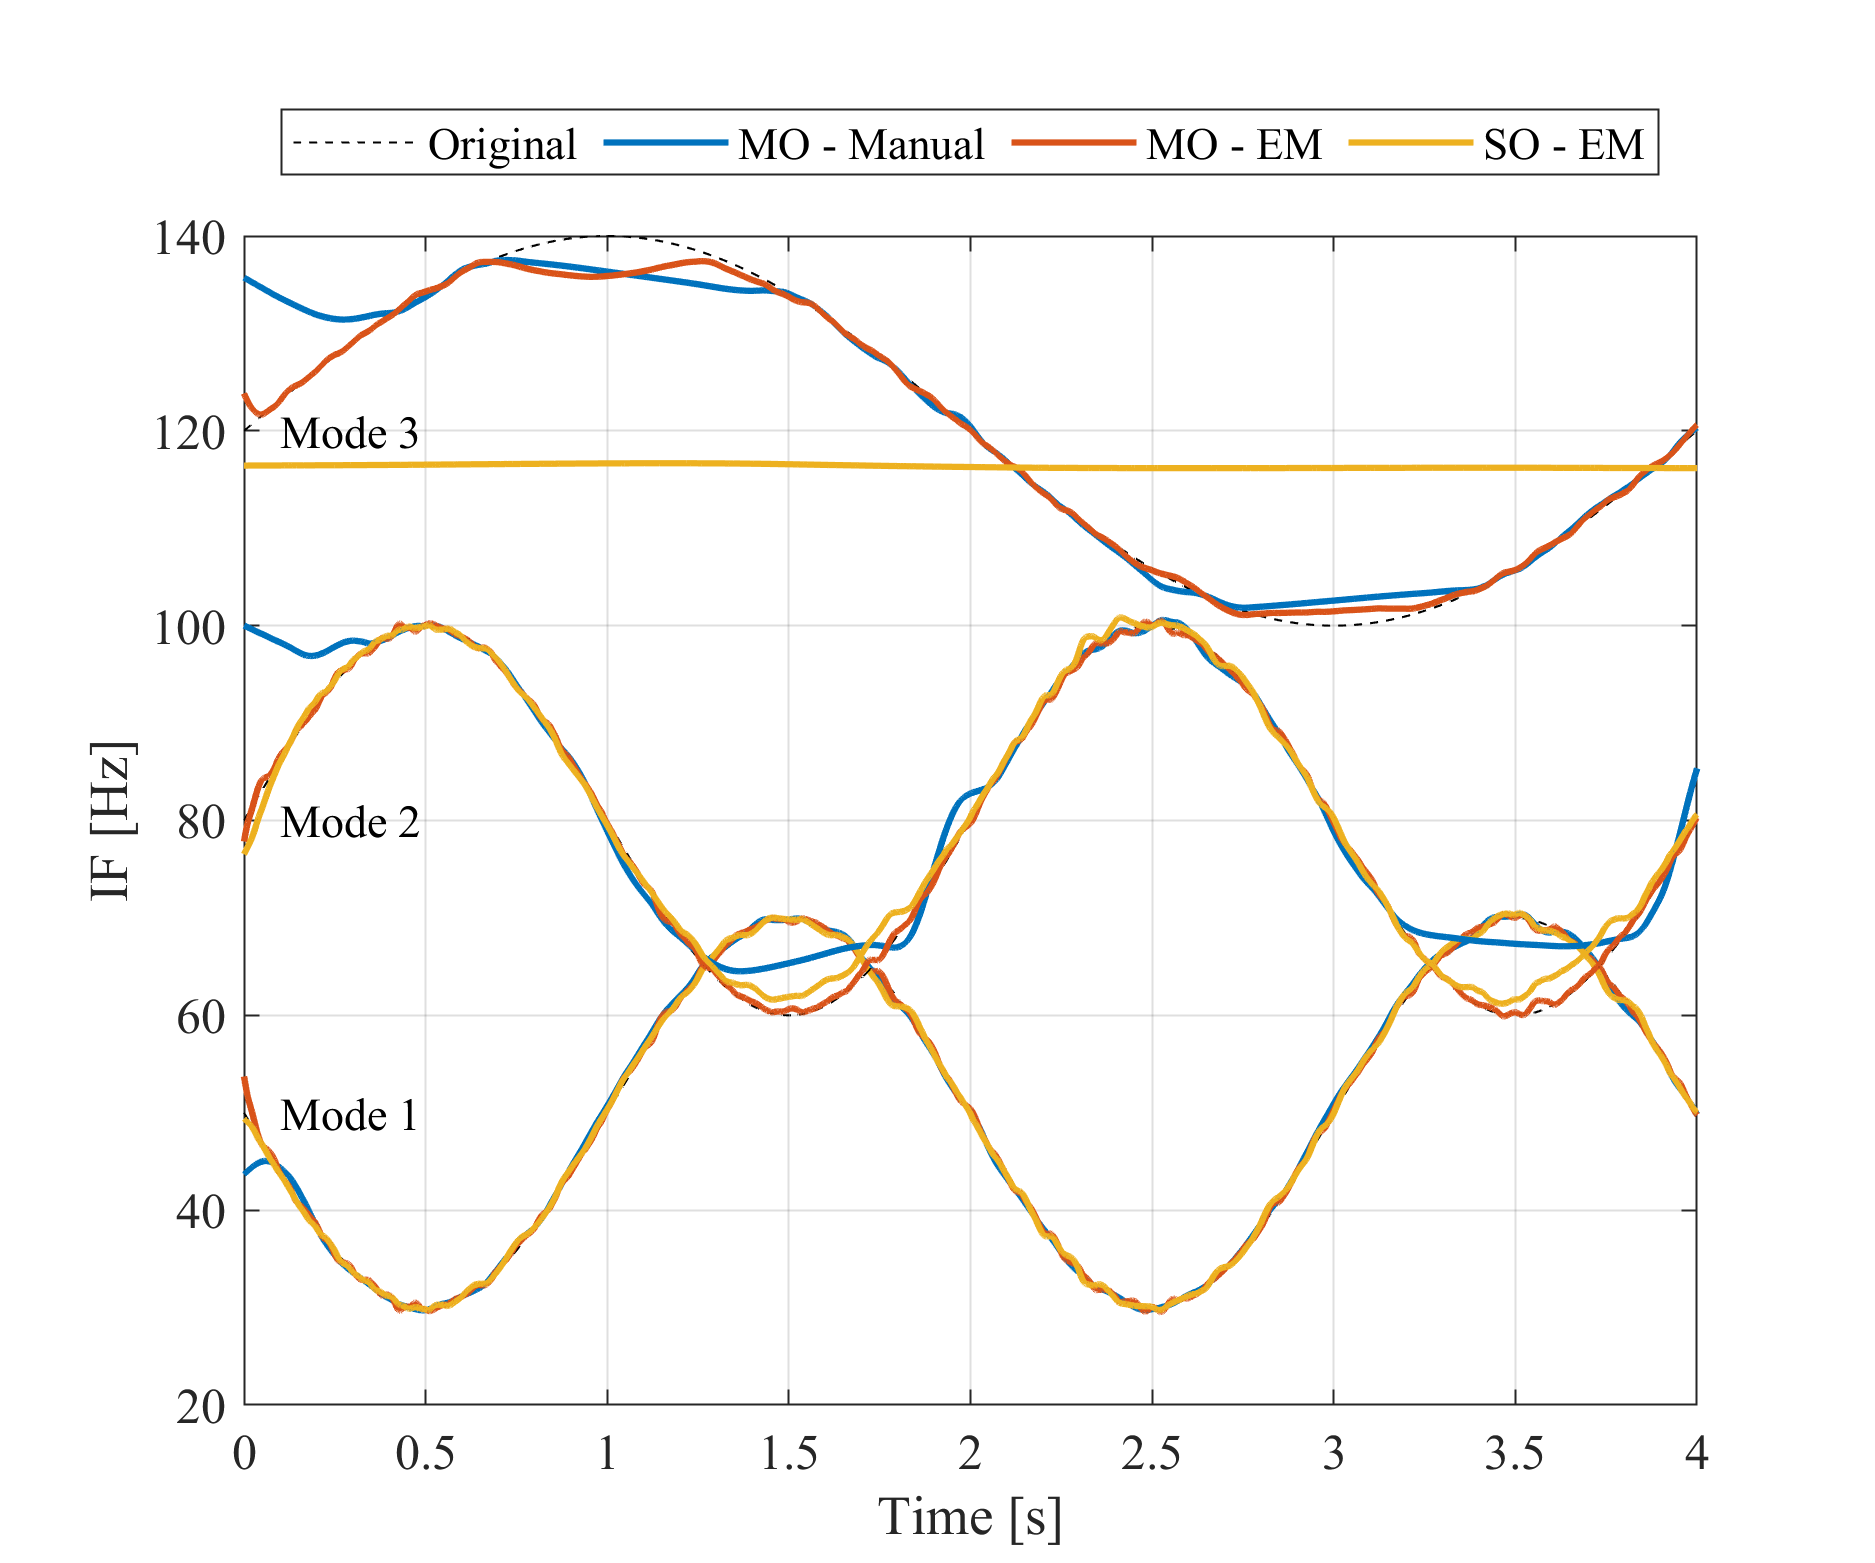 Original MO - Manual MO - EM SO - EM
140
120
100
80
60
40
20
IF [Hz]
Mode 3
Mode 2
Mode 1
0 0.5 1 1.5 2 2.5 3 3.5 4
Time [s]